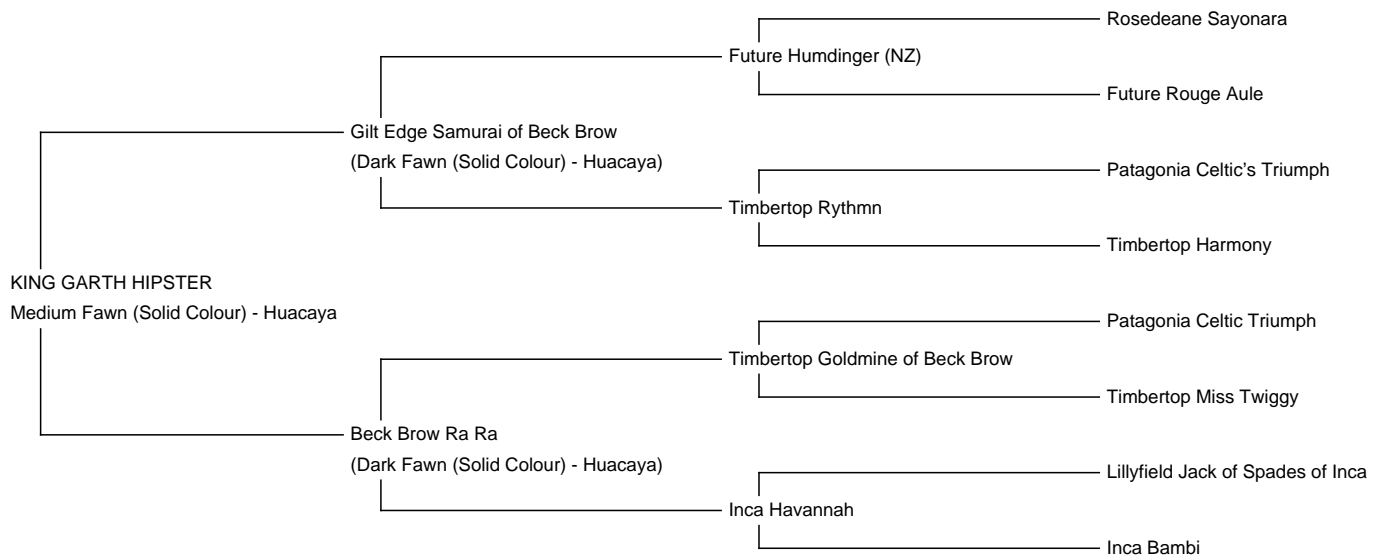 Rosedeane Sayonara
Future Humdinger (NZ)
Future Rouge Aule
Gilt Edge Samurai of Beck Brow
(Dark Fawn (Solid Colour) - Huacaya)
Patagonia Celtic's Triumph
Timbertop Rythmn
Timbertop Harmony
KING GARTH HIPSTER
Medium Fawn (Solid Colour) - Huacaya
Patagonia Celtic Triumph
Timbertop Goldmine of Beck Brow
Timbertop Miss Twiggy
Beck Brow Ra Ra
(Dark Fawn (Solid Colour) - Huacaya)
Lillyfield Jack of Spades of Inca
Inca Havannah
Inca Bambi